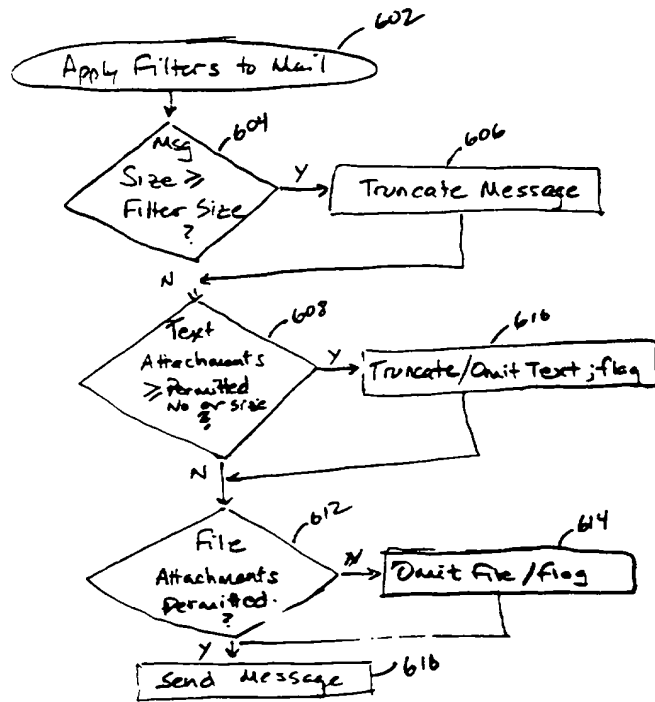 602
Apply Filters to Mail
604
Msg
Size ≥
Filter Size
?
Y
606
Truncate Message
N
608
Text
Attachments
≥ Permitted
No or size
?
Y
610
Truncate/Omit Text ; flag
N
612
File
Attachments
Permitted.
?
N
614
Omit File / flag
Y
Send Message
616